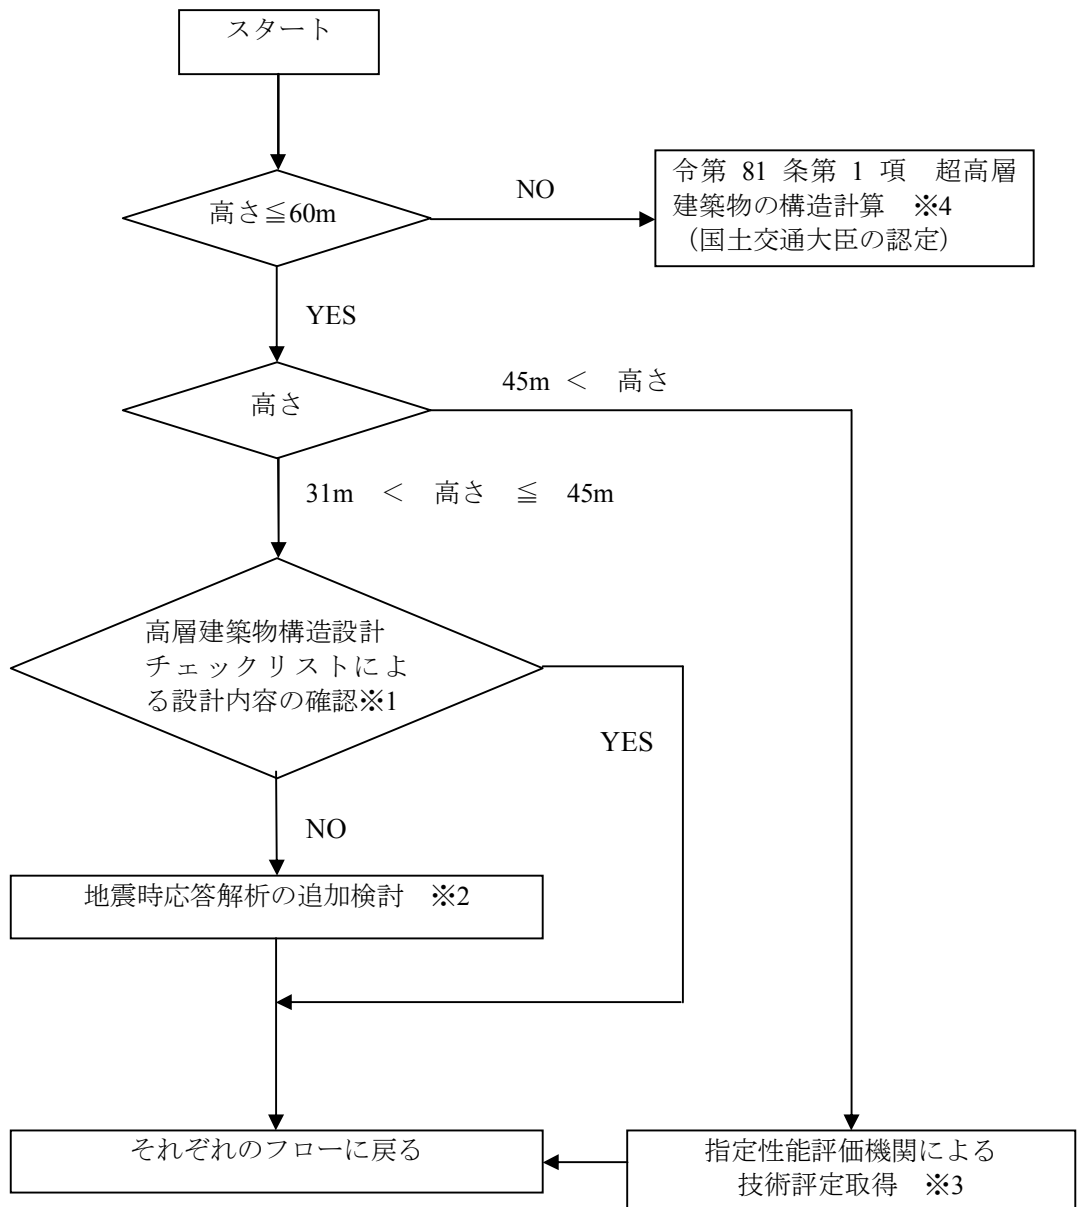 スタート
高さ≦60m
NO
令第 81 条第 1 項 超高層
建築物の構造計算 ※4
(国土交通大臣の認定)
YES
高さ
45m < 高さ
31m < 高さ ≦ 45m
高層建築物構造設計
チェックリストによ
る設計内容の確認※1
YES
NO
地震時応答解析の追加検討 ※2
それぞれのフローに戻る
指定性能評価機関による
技術評定取得 ※3